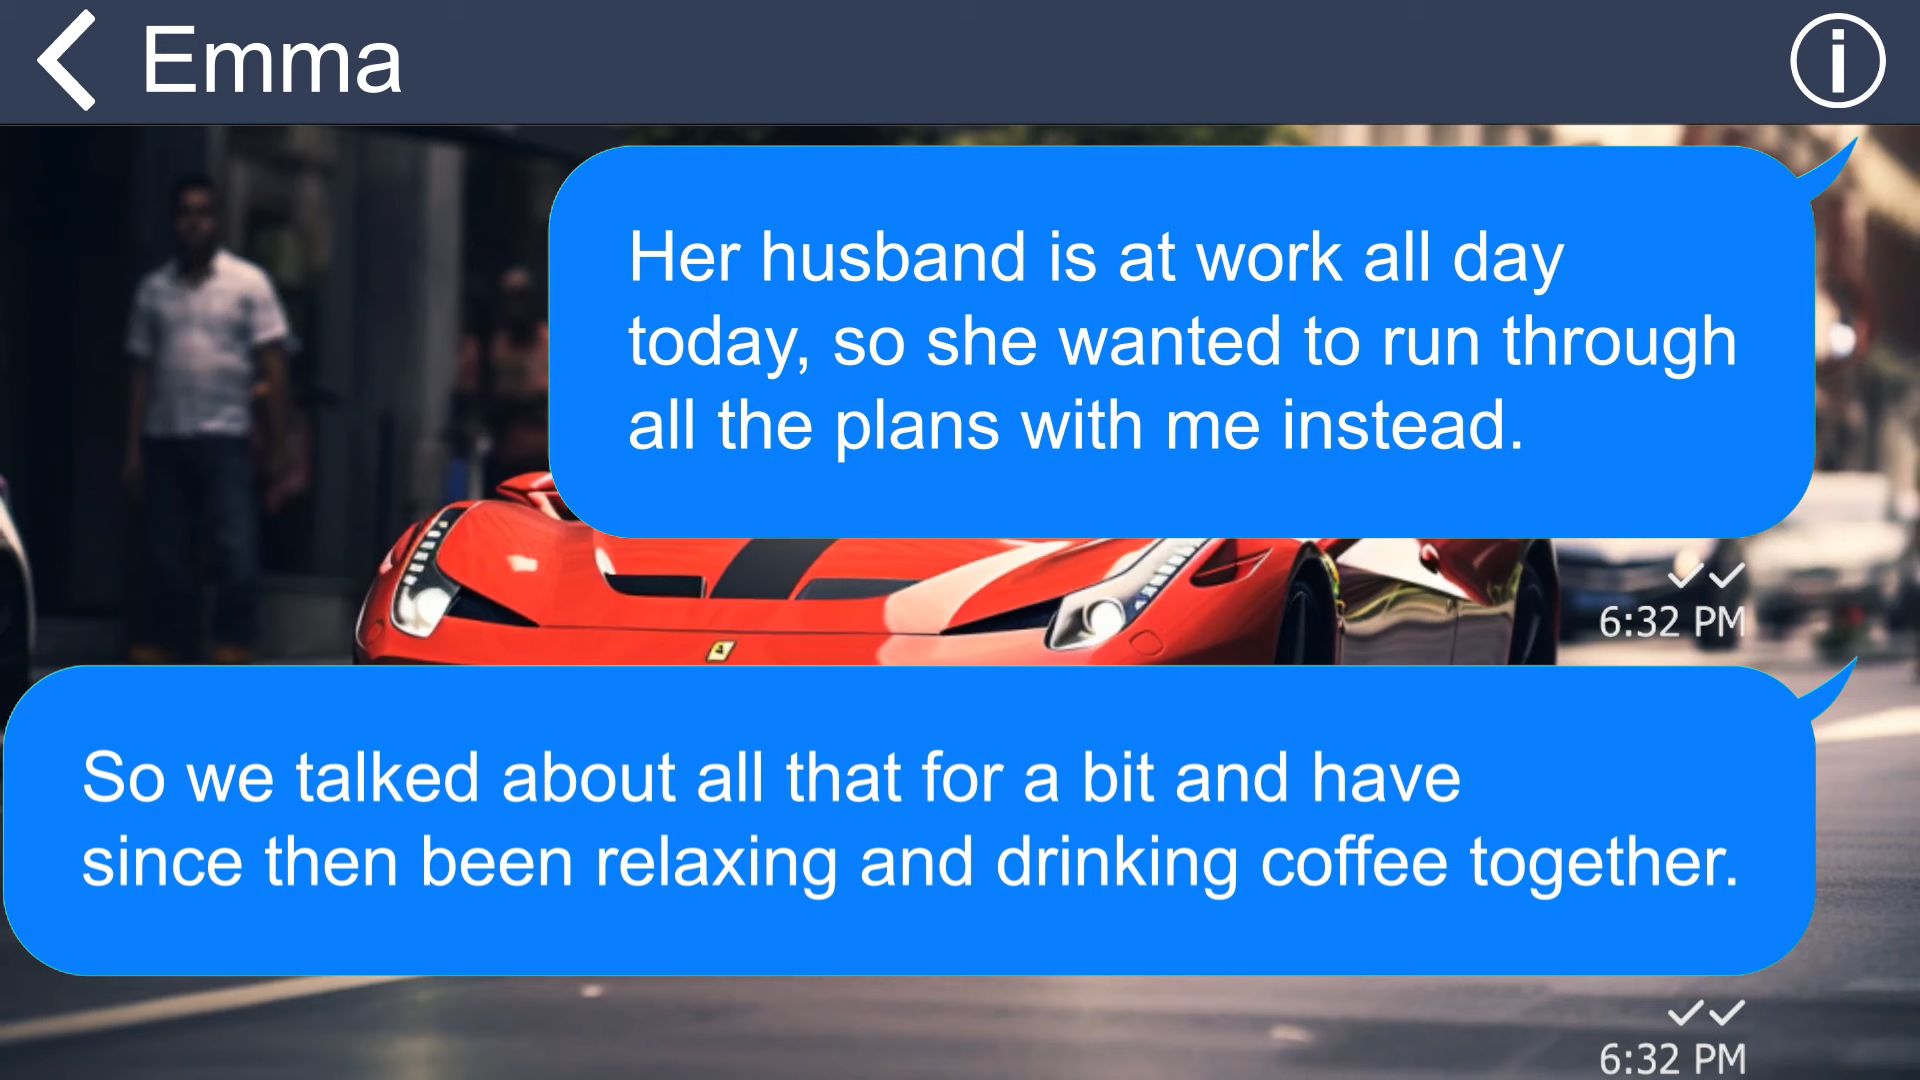 Emma
Her husband is at work all day
today, so she wanted to run through
all the plans with me instead.
6:32 PM
So we talked about all that for a bit and have
since then been relaxing and drinking coffee together.
6:32 PM